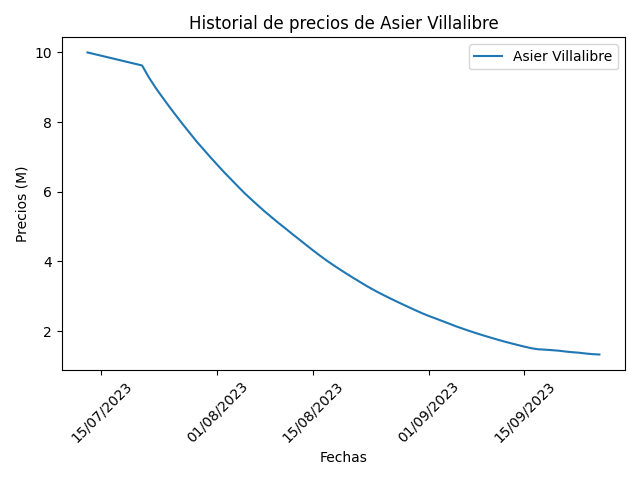 Historial de precios de Asier Villalibre
Asier Villalibre
Precios (M)
10
8
6
4
2
15/07/2023
01/08/2023
15/08/2023
01/09/2023
15/09/2023
Fechas